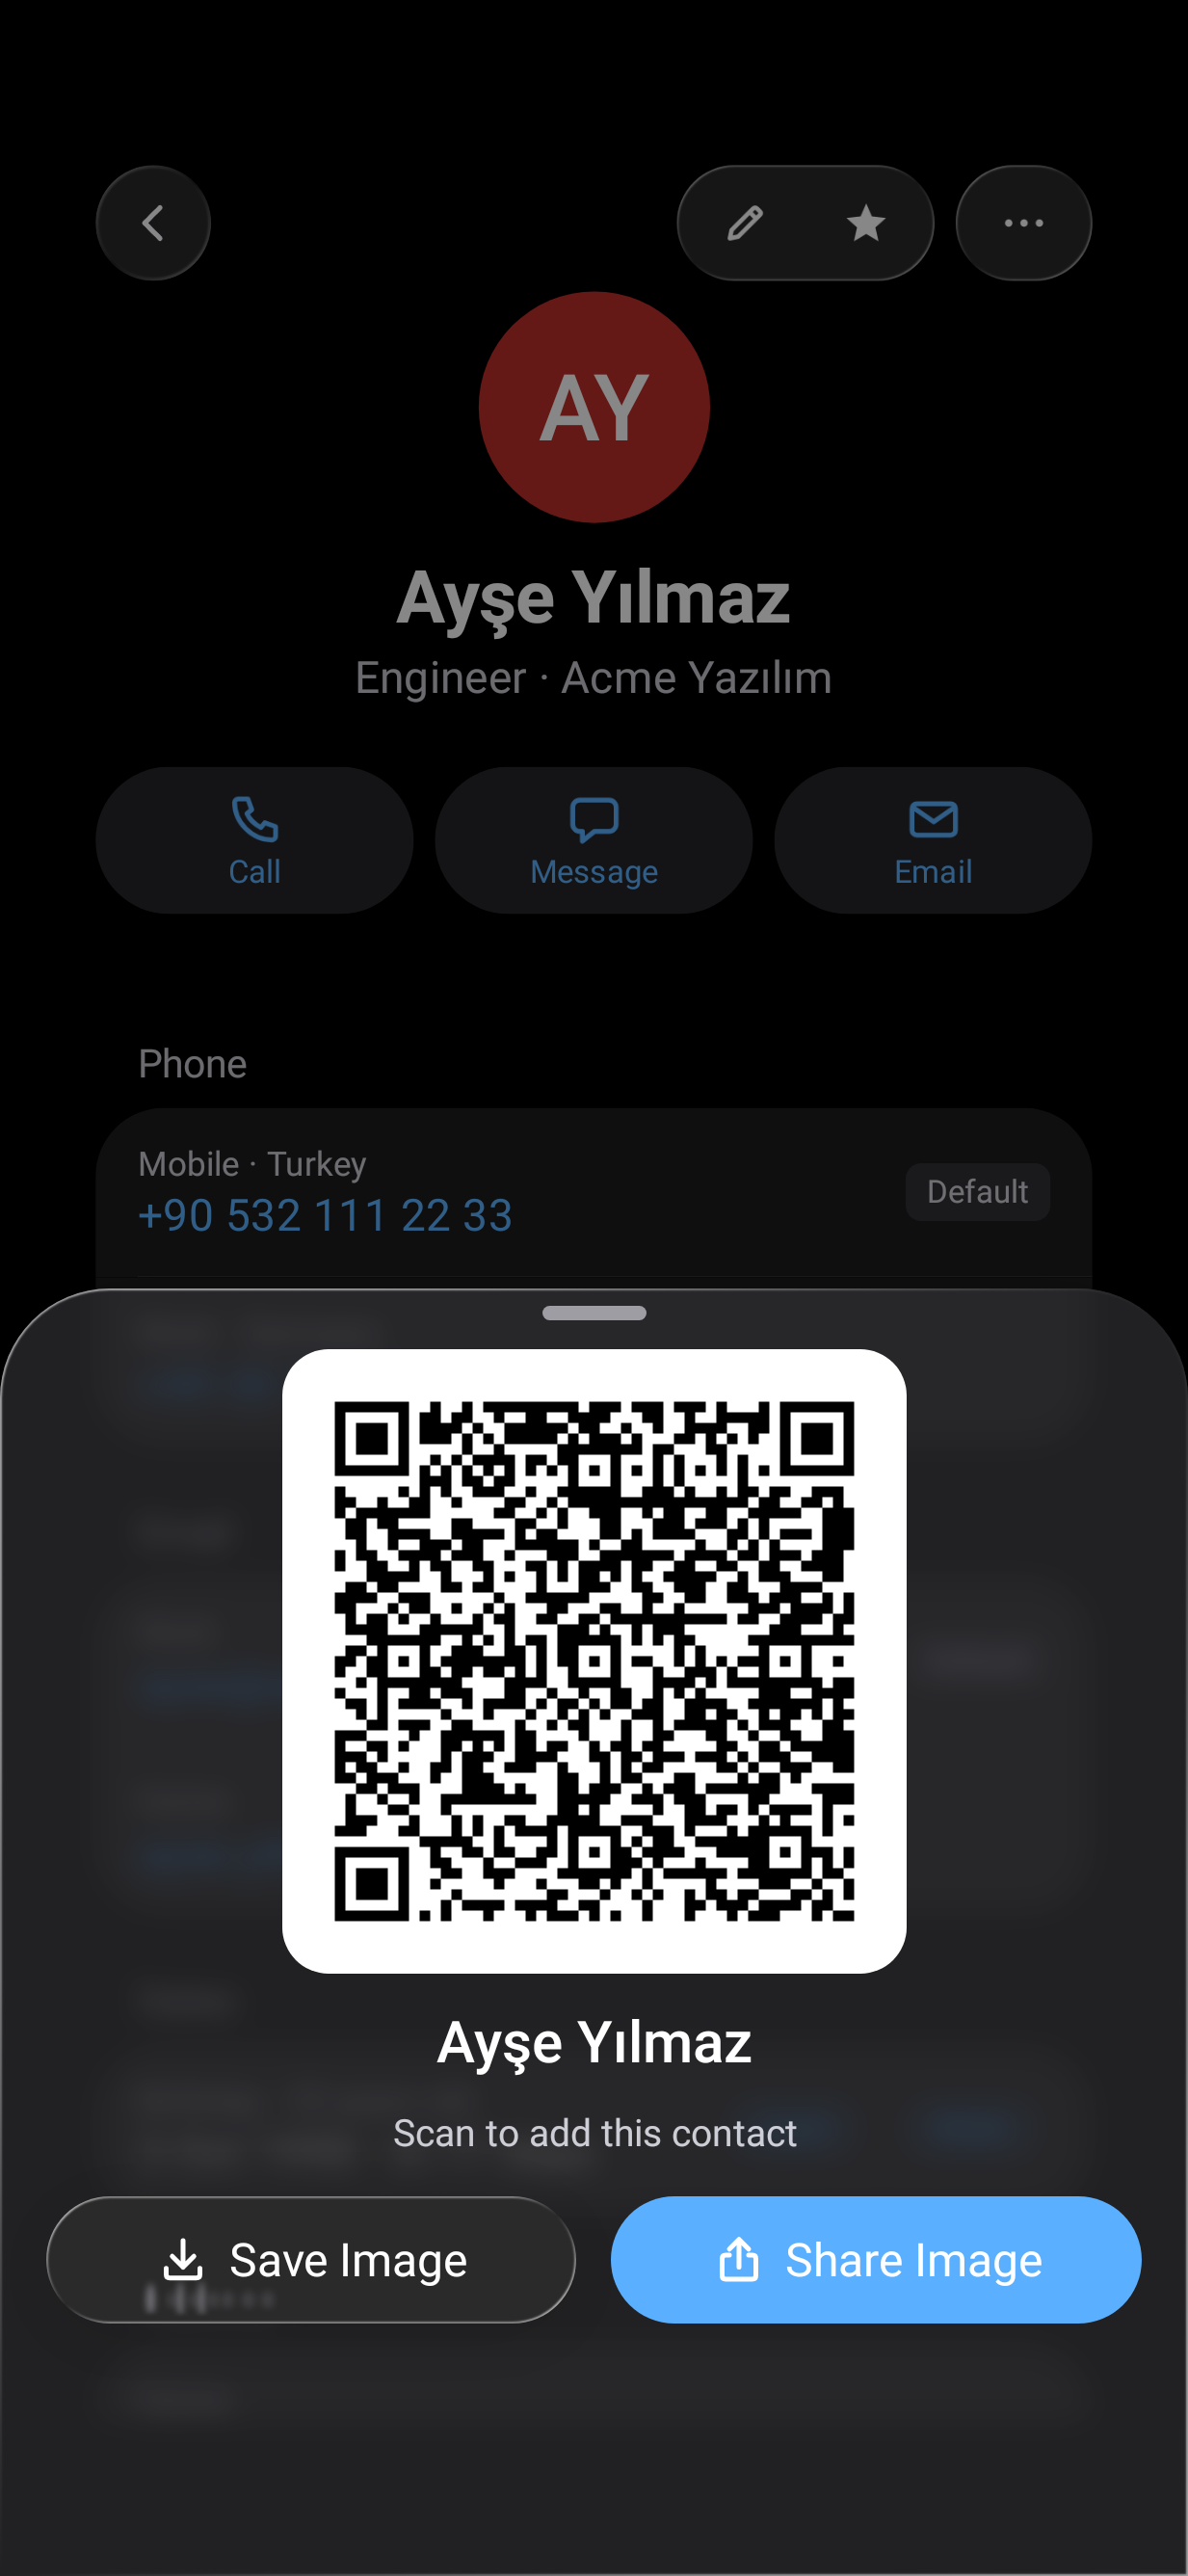 AY
Ayşe Yılmaz
Engineer · Acme Yazılım
Call
Message
Email
Phone
Mobile · Turkey
+90 532 111 22 33
Default
Ayşe Yılmaz
Scan to add this contact
Save Image
Share Image